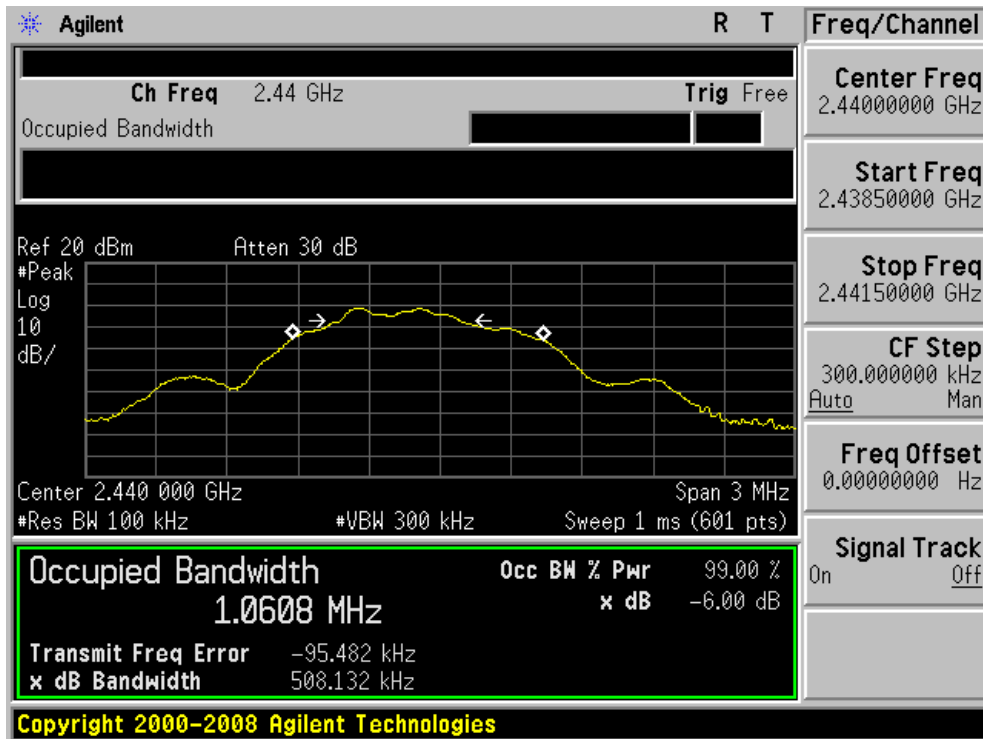 Agilent R T
Ch Freq 2.44 GHz Trig Free
Occupied Bandwidth
Ref 20 dBm Atten 30 dB
#Peak
Log
10
dB/
Center 2.440 000 GHz Span 3 MHz
#Res BW 100 kHz #VBW 300 kHz Sweep 1 ms (601 pts)
Occupied Bandwidth Occ BW % Pwr 99.00 %
1.0608 MHz x dB -6.00 dB
Transmit Freq Error -95.482 kHz
x dB Bandwidth 508.132 kHz
Copyright 2000-2008 Agilent Technologies
Freq/Channel
Center Freq
2.44000000 GHz
Start Freq
2.43850000 GHz
Stop Freq
2.44150000 GHz
CF Step
300.000000 kHz
Auto Man
Freq Offset
0.00000000 Hz
Signal Track
On Off